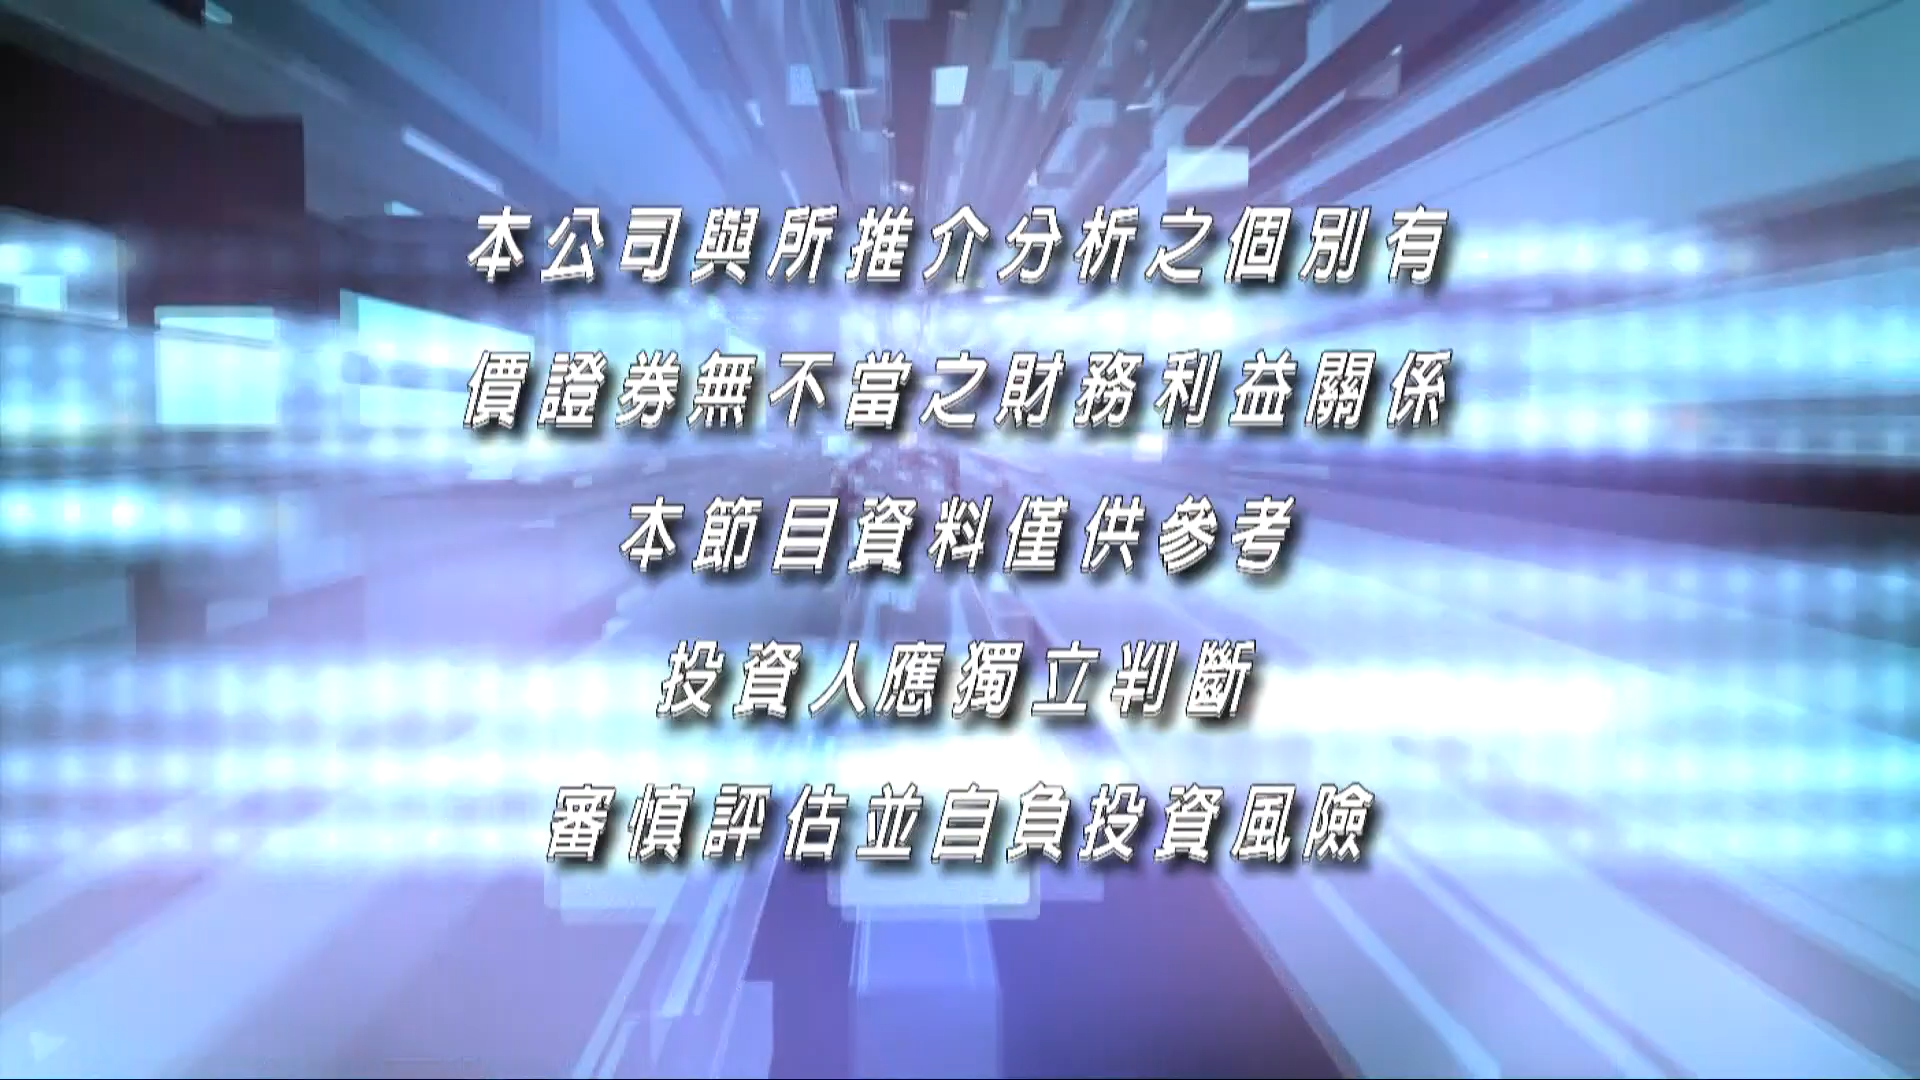 本公司與所推介分析之個別有
價證券無不當之財務利益關係
本節目資料僅供參考
投資人應獨立判斷
審慎評估並自負投資風險